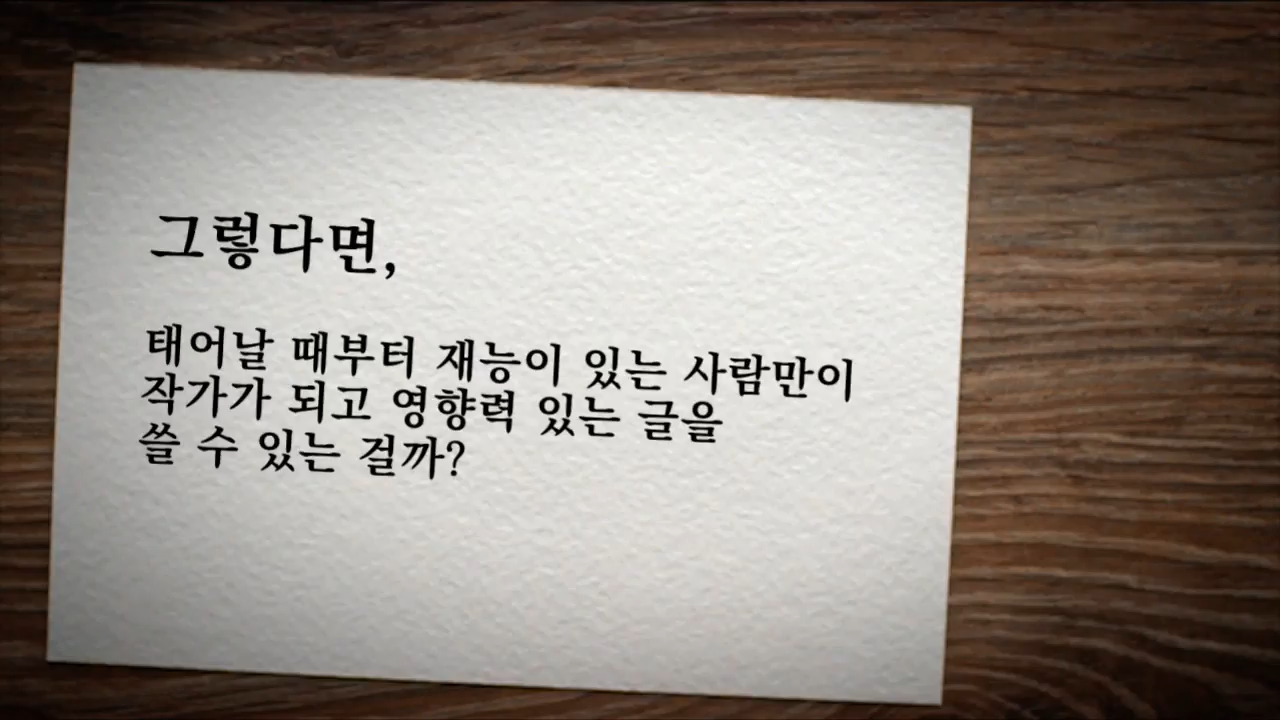 그렇다면,
태어날 때부터 재능이 있는 사람만이
작가가 되고 영향력 있는 글을
쓸 수 있는 걸까?